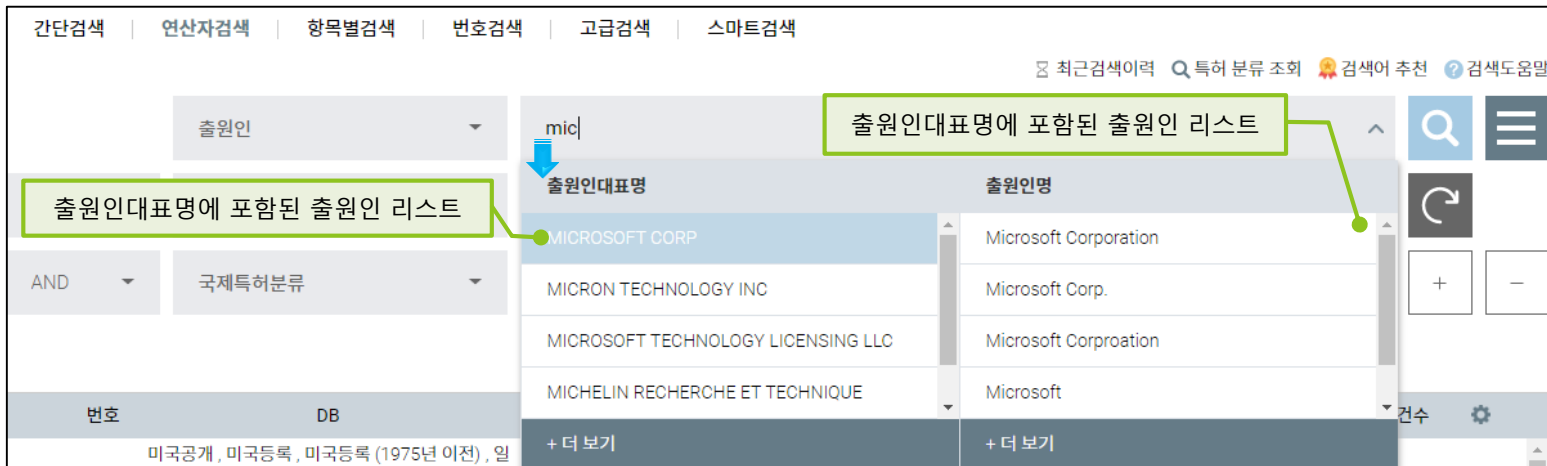 간단검색 | 연산자검색 | 항목별검색 | 번호검색 | 고급검색 | 스마트검색
최근검색이력 특허 분류 조회 검색어 추천 ? 검색도움말
출원인
mic
출원인대표명에 포함된 출원인 리스트
출원인대표명 출원인명
출원인대표명에 포함된 출원인 리스트
MICROSOFT CORP Microsoft Corporation
AND 국제특허분류 MICRON TECHNOLOGY INC Microsoft Corp. + −
MICROSOFT TECHNOLOGY LICENSING LLC Microsoft Corproation
MICHELIN RECHERCHE ET TECHNIQUE Microsoft
번호 DB 건수
+ 더 보기 + 더 보기
미국공개 , 미국등록 , 미국등록 (1975년 이전) , 일